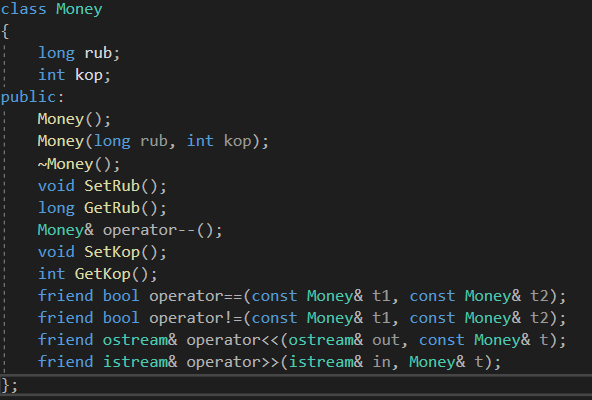 class Money
{
    long rub;
    int kop;
public:
    Money();
    Money(long rub, int kop);
    ~Money();
    void SetRub();
    long GetRub();
    Money& operator--();
    void SetKop();
    int GetKop();
    friend bool operator==(const Money& t1, const Money& t2);
    friend bool operator!=(const Money& t1, const Money& t2);
    friend ostream& operator<<(ostream& out, const Money& t);
    friend istream& operator>>(istream& in, Money& t);
};